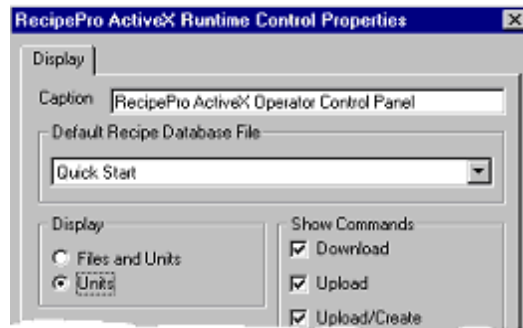 RecipePro ActiveX Runtime Control Properties
Display
Caption RecipePro ActiveX Operator Control Panel
Default Recipe Database File
Quick Start
Display
Files and Units
Units
Show Commands
Download
Upload
Upload/Create